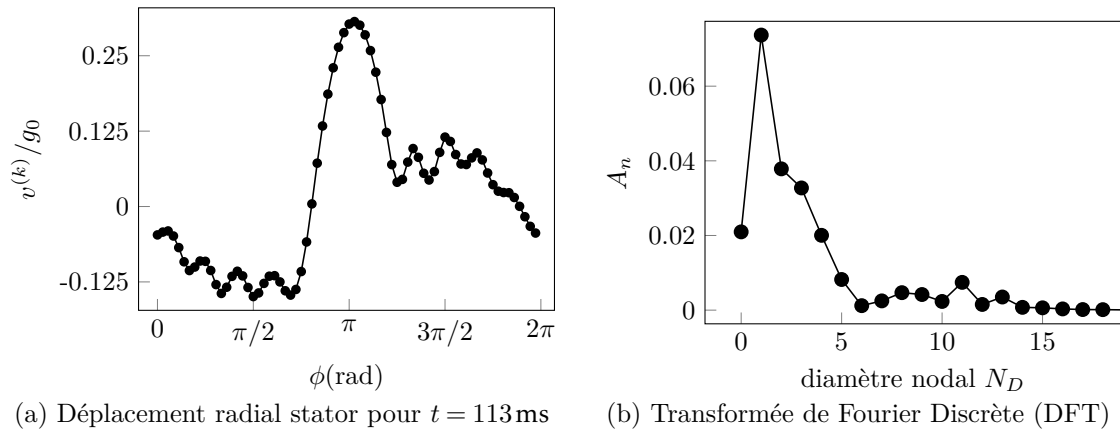 0.25
0.125
0
-0.125
v^(k)/g_0
0
π/2
π
3π/2
2π
ϕ(rad)
(a) Déplacement radial stator pour t = 113 ms
0.06
0.04
0.02
0
A_n
0
5
10
15
diamètre nodal N_D
(b) Transformée de Fourier Discrète (DFT)